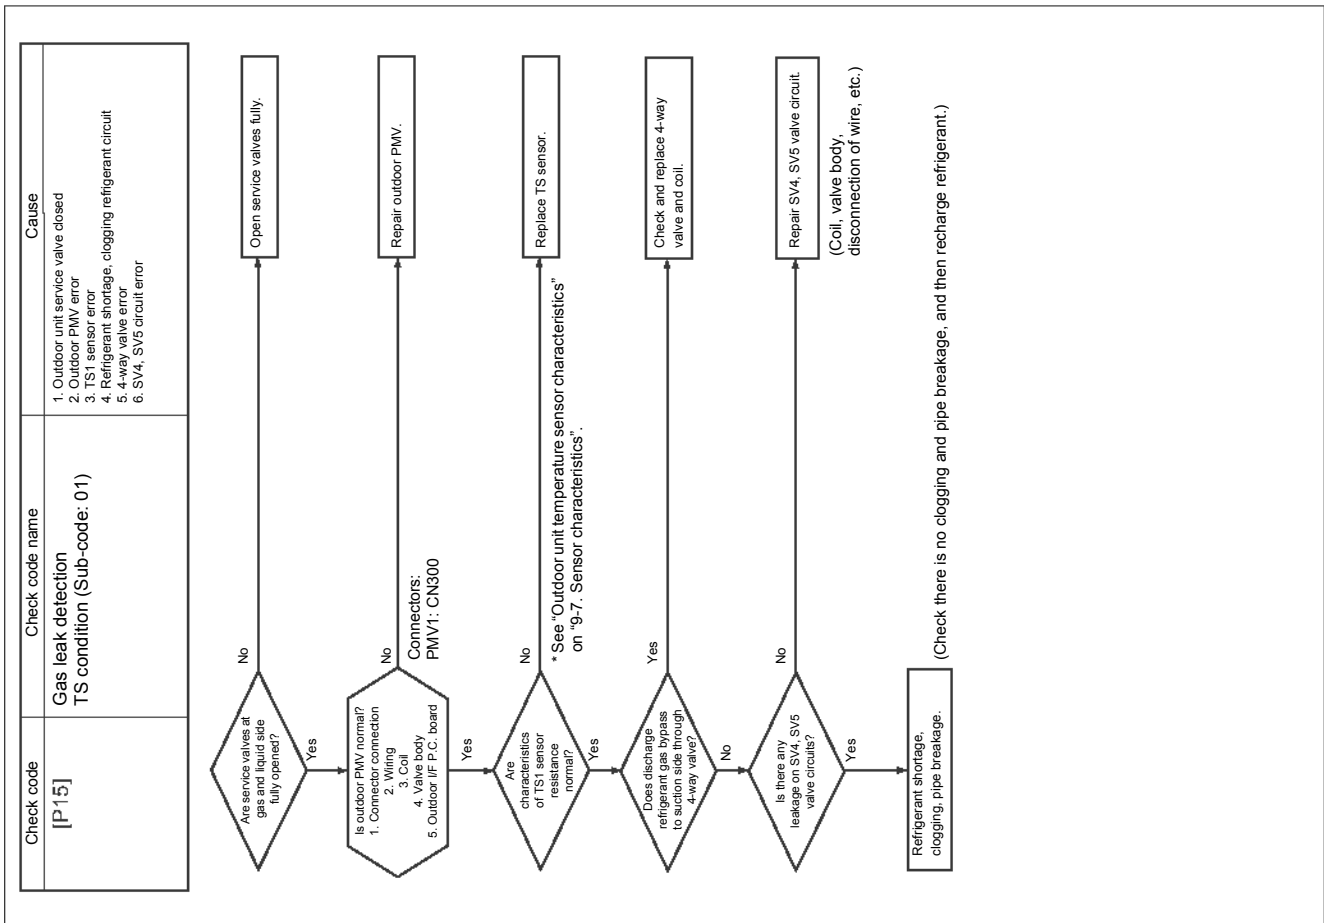 Check code
Check code name
Cause
[P15]
Gas leak detection
TS condition (Sub-code: 01)
1. Outdoor unit service valve closed
2. Outdoor PMV error
3. TS1 sensor error
4. Refrigerant shortage, clogging refrigerant circuit
5. 4-way valve error
6. SV4, SV5 circuit error
Are service valves at
gas and liquid side
fully opened?
No
Open service valves fully.
Yes
Is outdoor PMV normal?
1. Connector connection
2. Wiring
3. Coil
4. Valve body
5. Outdoor I/F P.C. board
No
Connectors:
PMV1: CN300
Repair outdoor PMV.
Yes
Are
characteristics
of TS1 sensor
resistance
normal?
No
* See "Outdoor unit temperature sensor characteristics"
on "9-7. Sensor characteristics".
Replace TS sensor.
Yes
Does discharge
refrigerant gas bypass
to suction side through
4-way valve?
Yes
Check and replace 4-way
valve and coil.
No
Is there any
leakage on SV4, SV5
valve circuits?
No
Repair SV4, SV5 valve circuit.
(Coil, valve body,
disconnection of wire, etc.)
Yes
Refrigerant shortage,
clogging, pipe breakage.
(Check there is no clogging and pipe breakage, and then recharge refrigerant.)